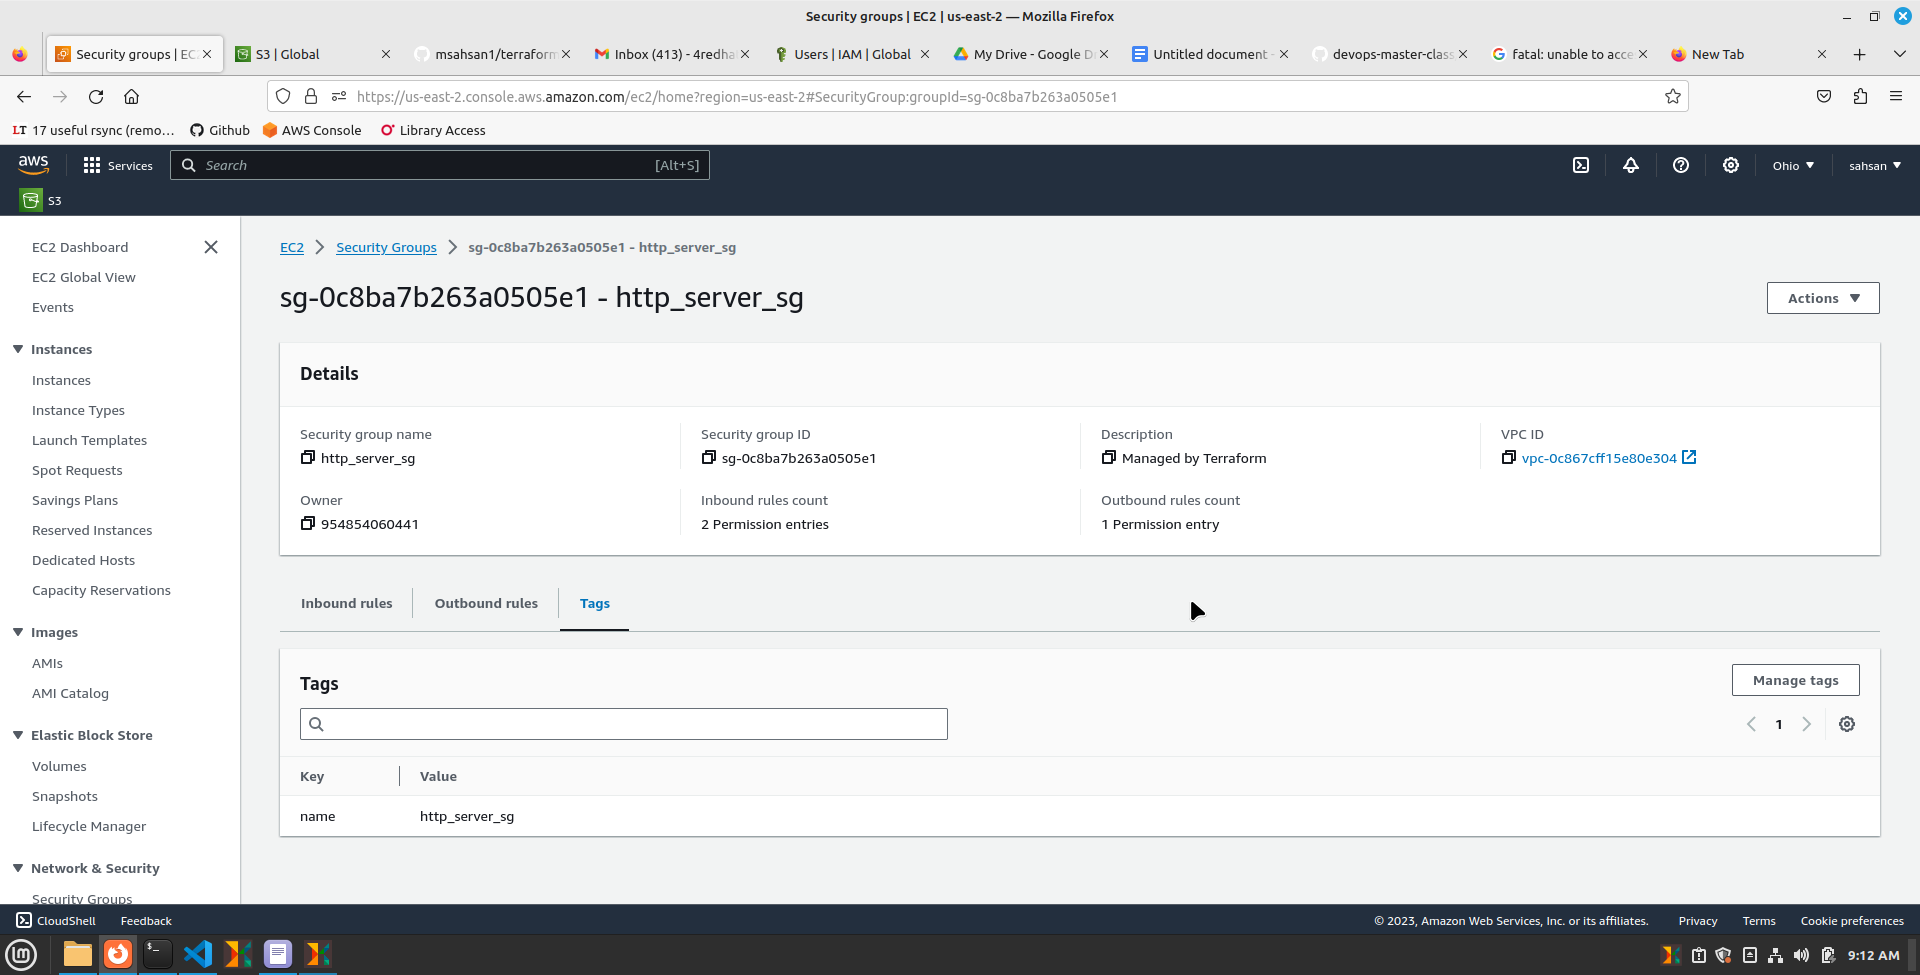 Security groups | EC2 | us-east-2 — Mozilla Firefox
Security groups | EC
S3 | Global
msahsan1/terraform
Inbox (413) - 4redha
Users | IAM | Global
My Drive - Google D
Untitled document -
devops-master-class
fatal: unable to acce
New Tab
https://us-east-2.console.aws.amazon.com/ec2/home?region=us-east-2#SecurityGroup:groupId=sg-0c8ba7b263a0505e1
LT 17 useful rsync (remo…
Github
AWS Console
Library Access
aws
Services
Search
[Alt+S]
Ohio
sahsan
S3
EC2 Dashboard
EC2 Global View
Events
Instances
Instances
Instance Types
Launch Templates
Spot Requests
Savings Plans
Reserved Instances
Dedicated Hosts
Capacity Reservations
Images
AMIs
AMI Catalog
Elastic Block Store
Volumes
Snapshots
Lifecycle Manager
Network & Security
Security Groups
EC2 > Security Groups > sg-0c8ba7b263a0505e1 - http_server_sg
sg-0c8ba7b263a0505e1 - http_server_sg
Actions
Details
Security group name
http_server_sg
Security group ID
sg-0c8ba7b263a0505e1
Description
Managed by Terraform
VPC ID
vpc-0c867cff15e80e304
Owner
954854060441
Inbound rules count
2 Permission entries
Outbound rules count
1 Permission entry
Inbound rules
Outbound rules
Tags
Tags
Manage tags
1
Key
Value
name
http_server_sg
CloudShell
Feedback
© 2023, Amazon Web Services, Inc. or its affiliates.
Privacy
Terms
Cookie preferences
9:12 AM